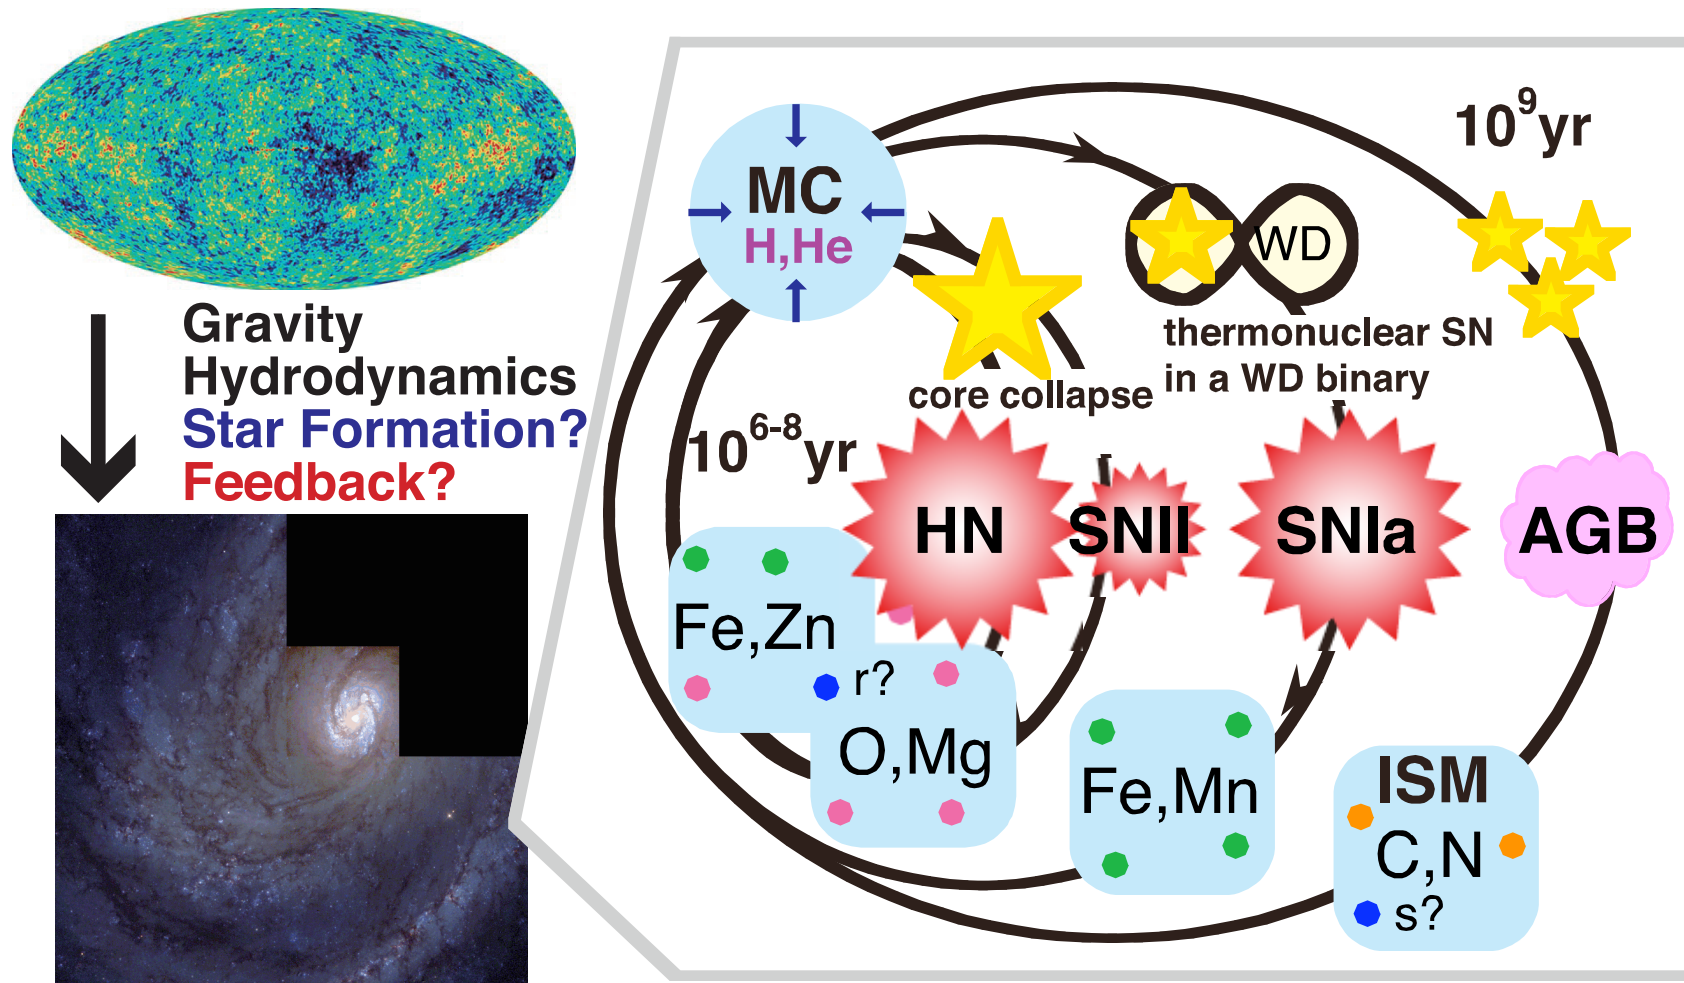 Gravity
Hydrodynamics
Star Formation?
Feedback?
MC
H,He
10⁹yr
WD
thermonuclear SN
in a WD binary
core collapse
10⁶⁻⁸yr
HN
SNII
SNIa
AGB
Fe,Zn
r?
O,Mg
Fe,Mn
ISM
C,N
s?